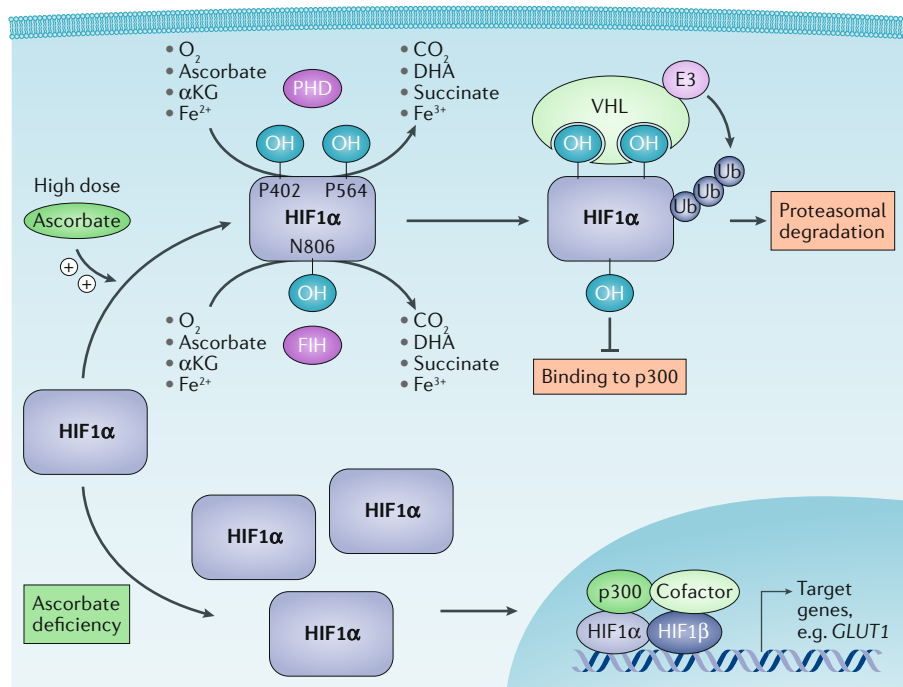 • O₂
• Ascorbate
• αKG
• Fe²⁺
PHD
• CO₂
• DHA
• Succinate
• Fe³⁺
OH
OH
P402
P564
HIF1α
N806
OH
FIH
• O₂
• Ascorbate
• αKG
• Fe²⁺
• CO₂
• DHA
• Succinate
• Fe³⁺
High dose
Ascorbate
+
+
E3
VHL
OH
OH
HIF1α
Ub
Ub
Ub
OH
Proteasomal
degradation
Binding to p300
HIF1α
Ascorbate
deficiency
HIF1α
HIF1α
HIF1α
p300
Cofactor
HIF1α
HIF1β
Target
genes,
e.g. GLUT1